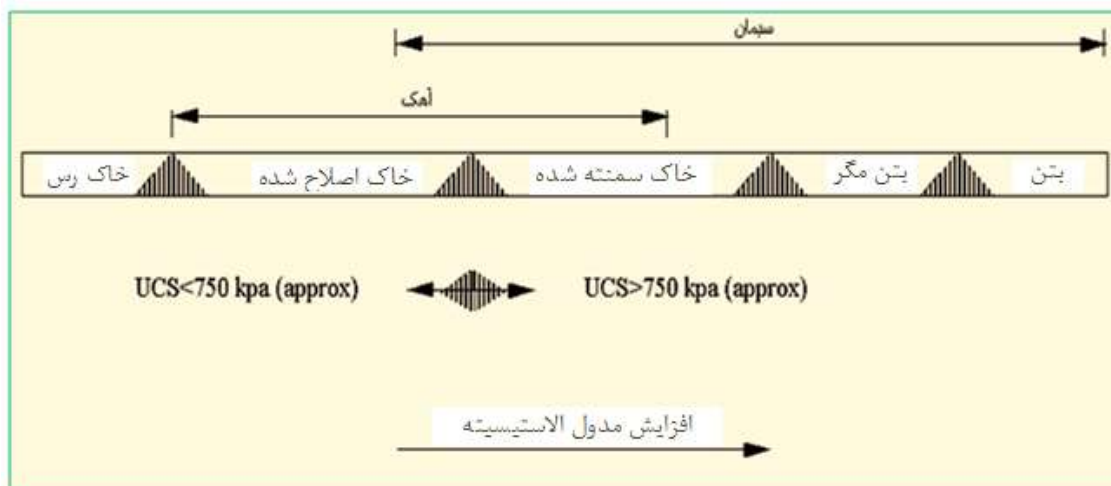 سیمان
آهک
خاک رس خاک اصلاح شده خاک سمنته شده بتن مگر بتن
UCS<750 kpa (approx) UCS>750 kpa (approx)
افزایش مدول الاستیسیته